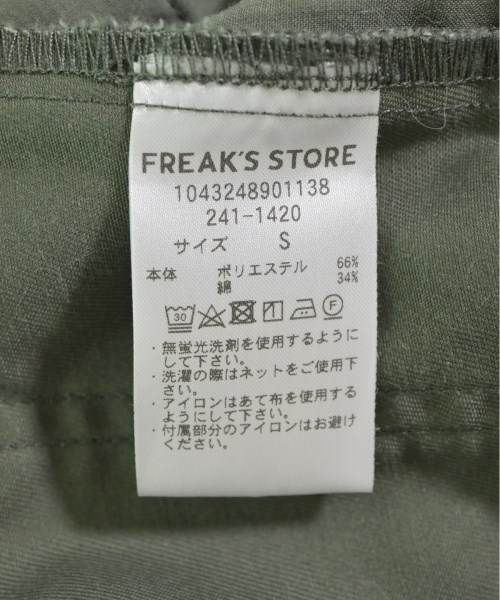 FREAK'S STORE
1043248901138
241-1420
サイズ S
本体 ポリエステル 66%
綿 34%
30 F
・無蛍光洗剤を使用するように
して下さい。
・洗濯の際はネットをご使用下
さい。
・アイロンはあて布を使用する
ようにして下さい。
・付属部分のアイロンはお避け
ください。